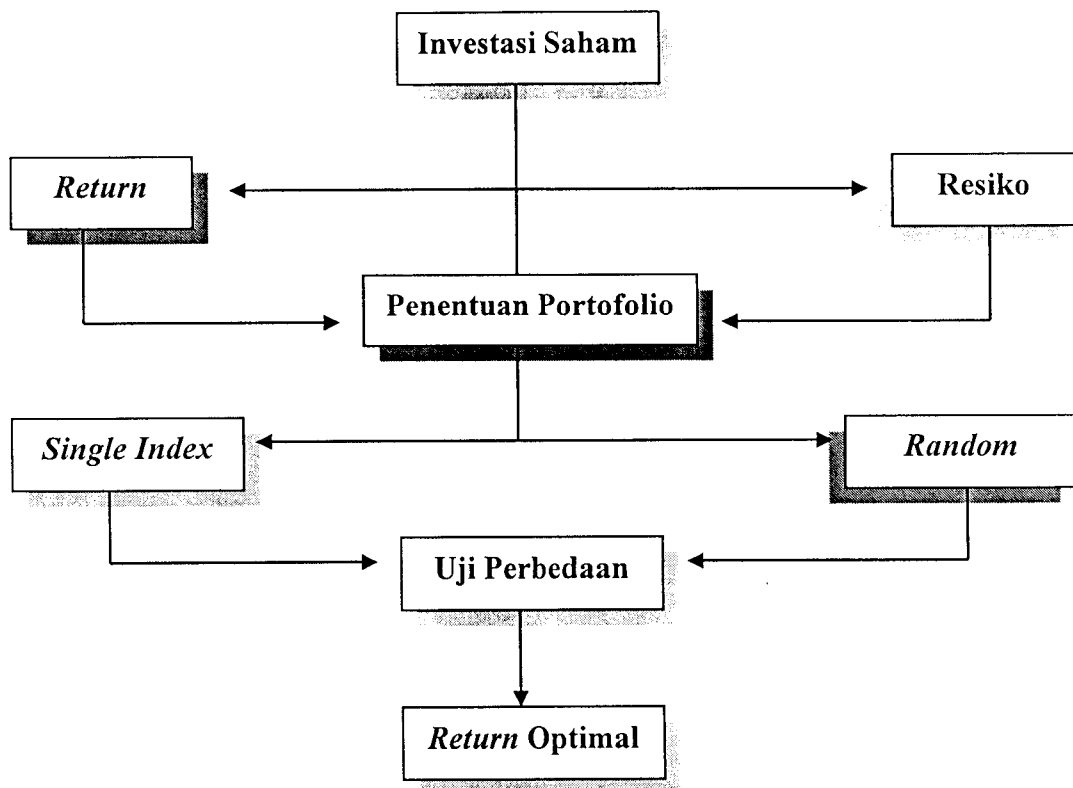 Investasi Saham
Return
Resiko
Penentuan Portofolio
Single Index
Random
Uji Perbedaan
Return Optimal